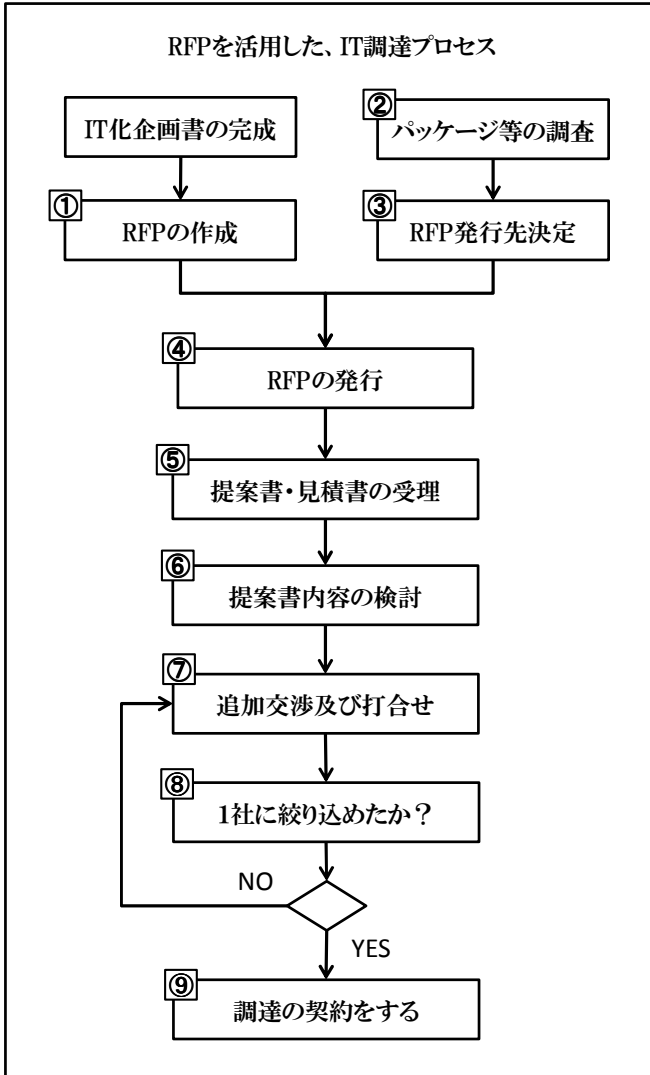 RFPを活用した、IT調達プロセス
IT化企画書の完成
②
パッケージ等の調査
①
RFPの作成
③
RFP発行先決定
④
RFPの発行
⑤
提案書・見積書の受理
⑥
提案書内容の検討
⑦
追加交渉及び打合せ
⑧
1社に絞り込めたか？
NO
YES
⑨
調達の契約をする